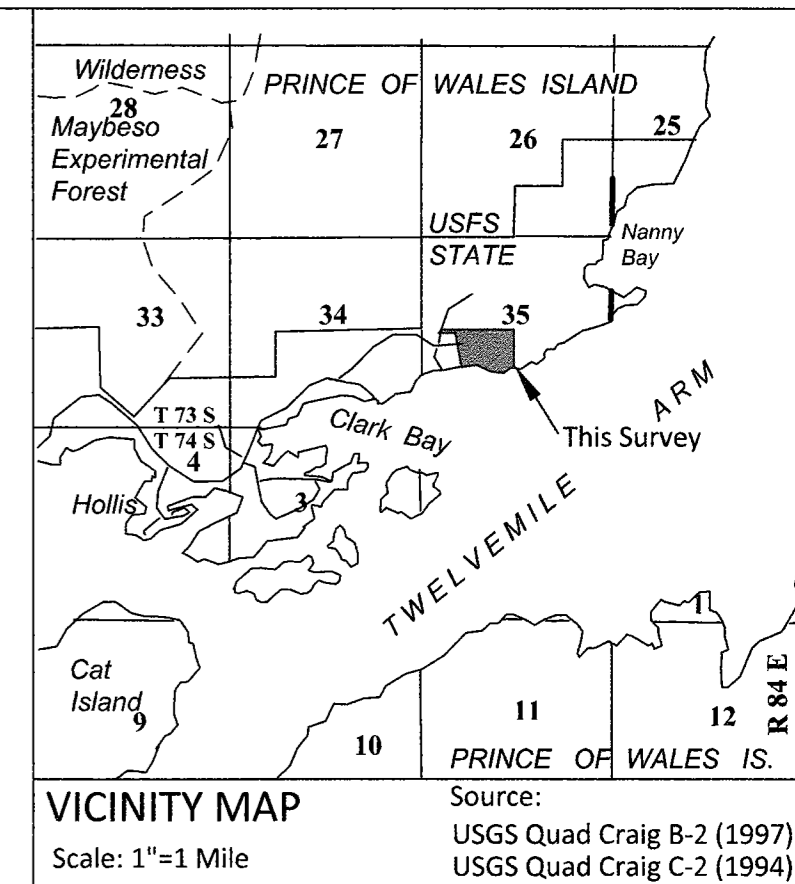 Wilderness
PRINCE OF WALES ISLAND
28
27
26
25
Maybeso
Experimental
Forest
USFS
STATE
Nanny
Bay
33
34
35
T 73 S
T 74 S
4
3
Clark Bay
This Survey
Hollis
TWELVEMILE ARM
1
Cat
Island
9
10
11
12
R 84 E
PRINCE OF WALES IS.
VICINITY MAP
Scale: 1"=1 Mile
Source:
USGS Quad Craig B-2 (1997)
USGS Quad Craig C-2 (1994)